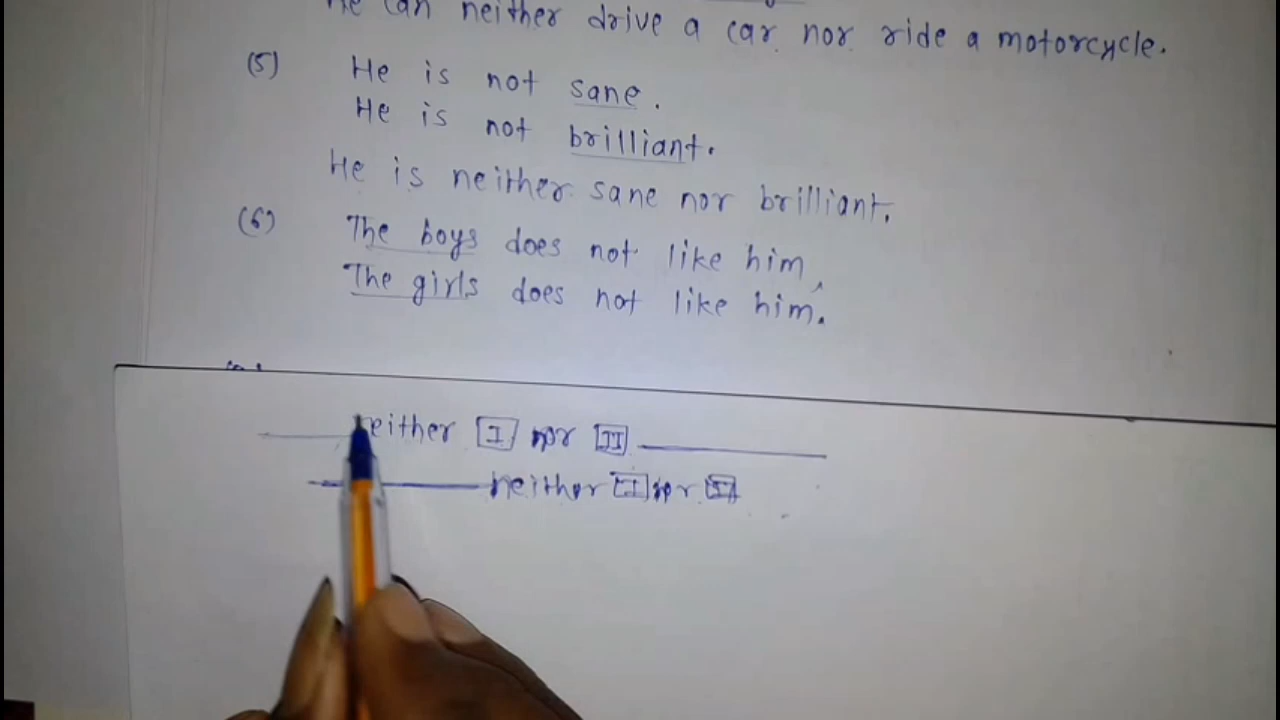 He can neither drive a car nor ride a motorcycle.
(5) He is not sane.
He is not brilliant.
He is neither sane nor brilliant.
(6) The boys does not like him
The girls does not like him.
neither I nor II
neither I nor II